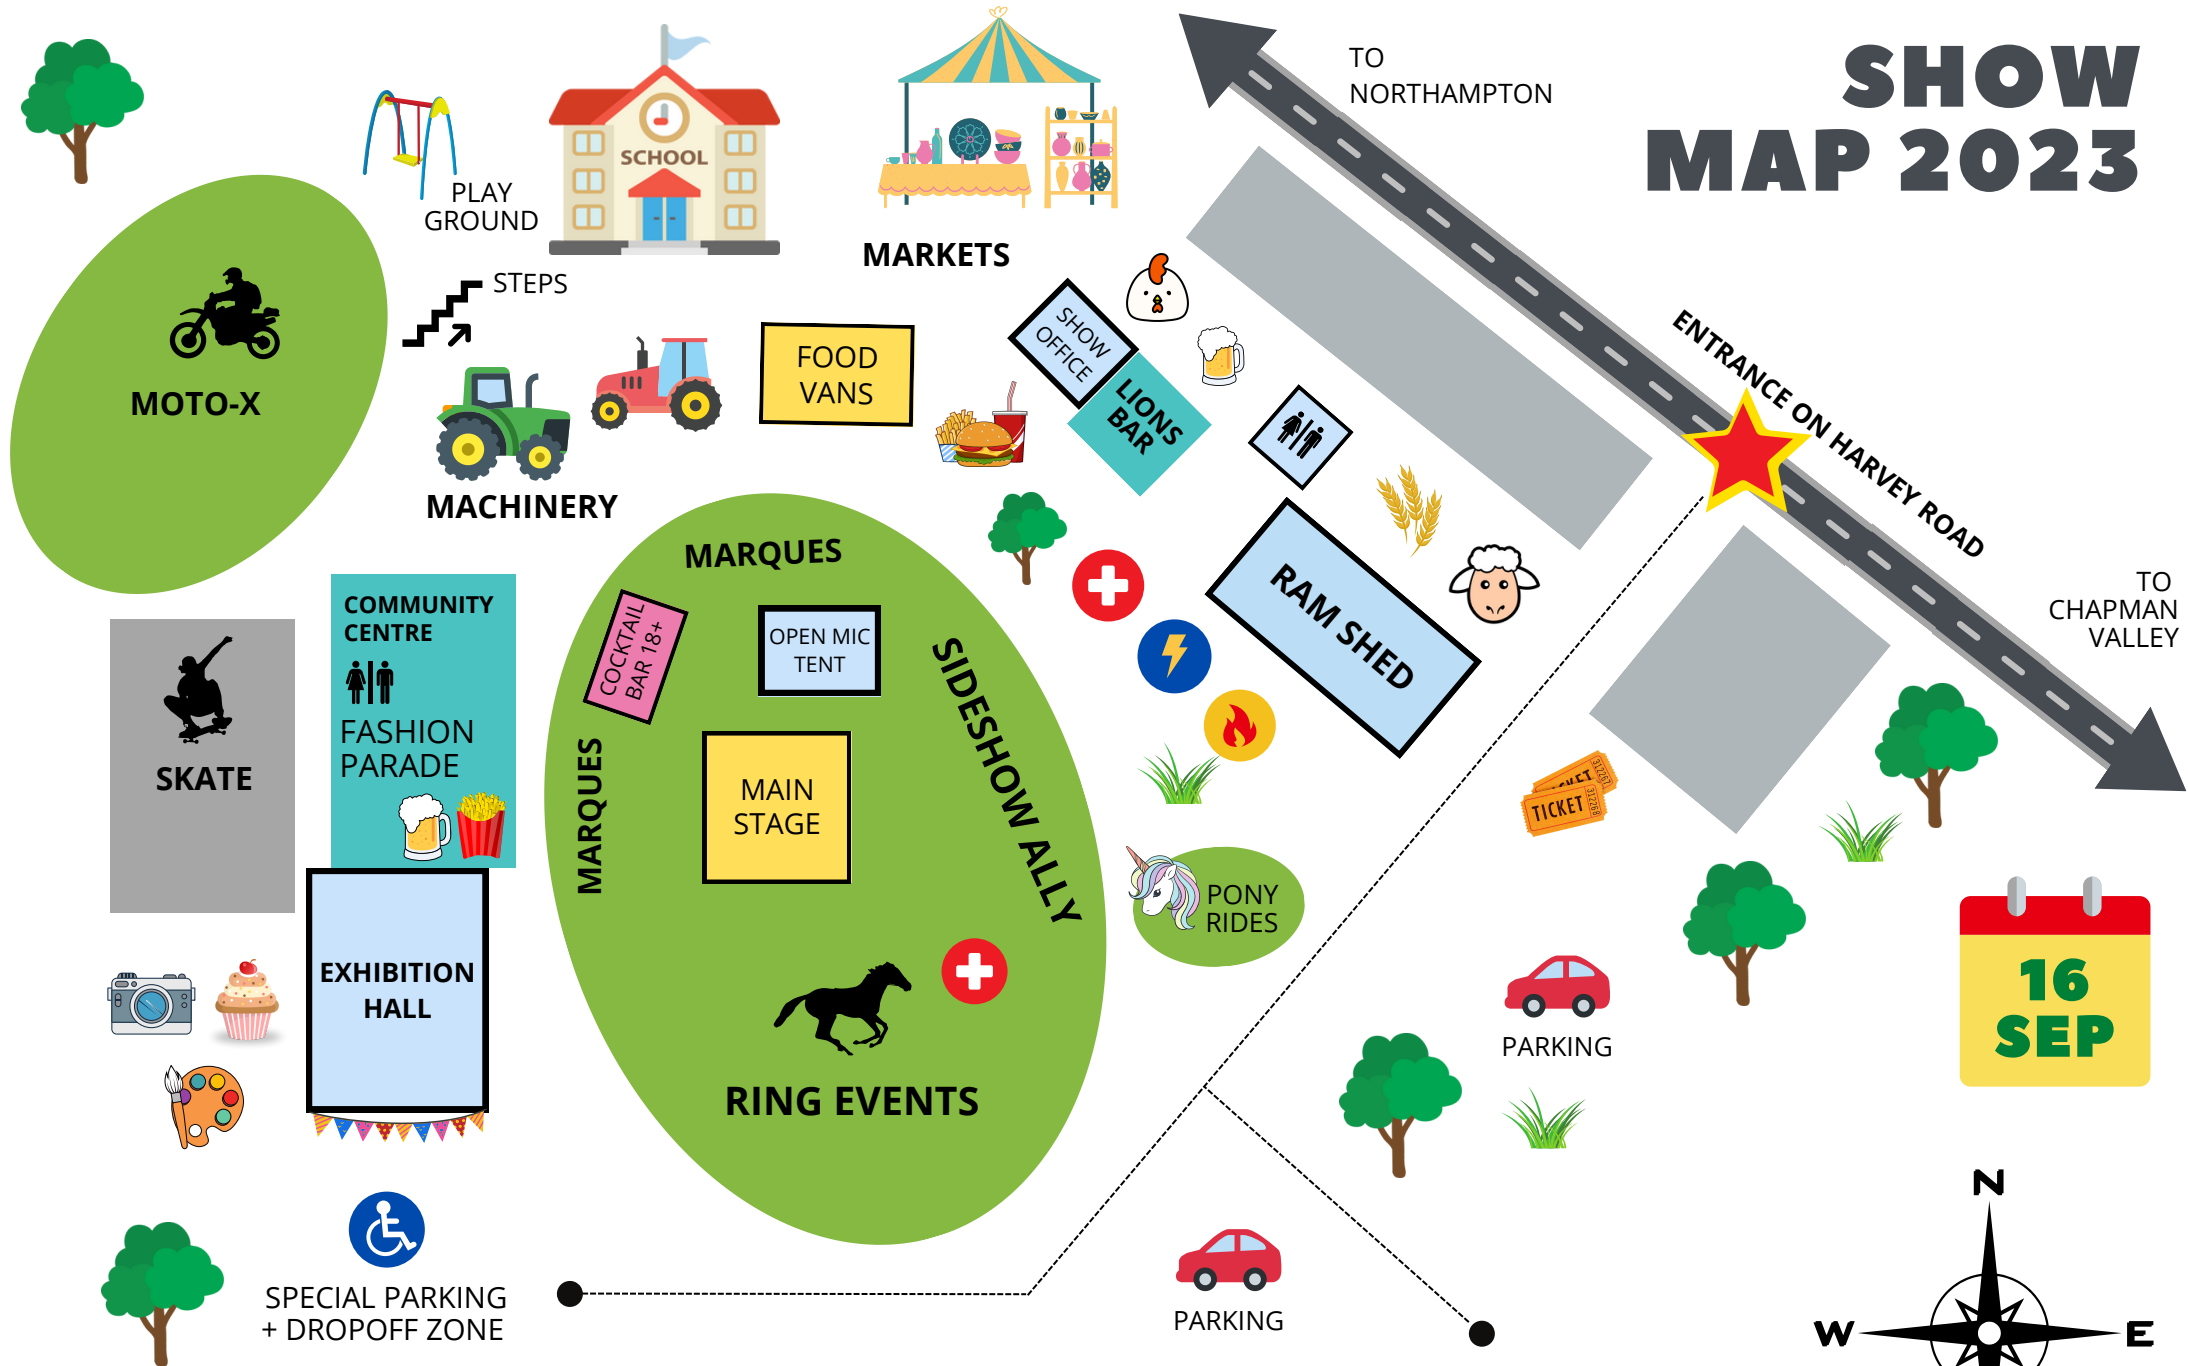 SHOW
MAP 2023
TO
NORTHAMPTON
SCHOOL
PLAY
GROUND
MARKETS
STEPS
SHOW
OFFICE
LIONS
BAR
FOOD
VANS
ENTRANCE ON HARVEY ROAD
MOTO-X
MACHINERY
TO
CHAPMAN
VALLEY
MARQUES
COCKTAIL
BAR 18+
OPEN MIC
TENT
SIDESHOW ALLY
RAM SHED
COMMUNITY
CENTRE
FASHION
PARADE
SKATE
MARQUES
MAIN
STAGE
TICKET
312267
TICKET
312268
PONY
RIDES
EXHIBITION
HALL
RING EVENTS
PARKING
16
SEP
SPECIAL PARKING
+ DROPOFF ZONE
PARKING
N
W
E